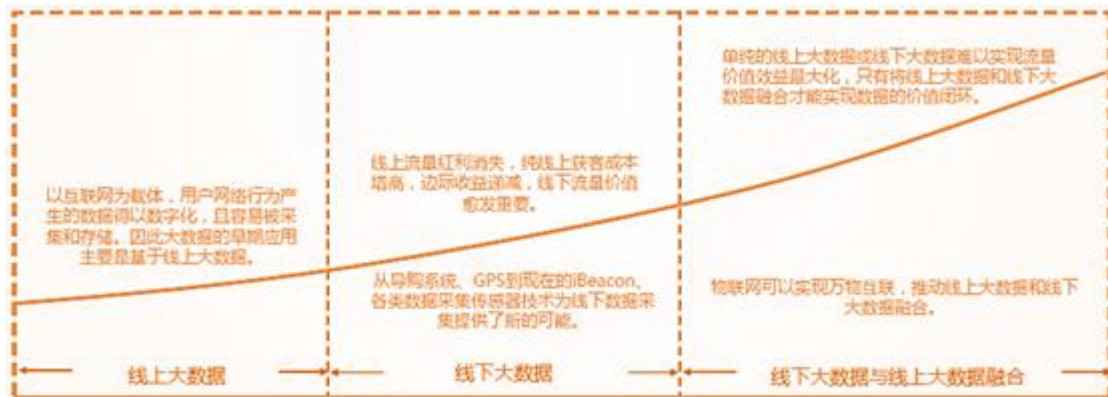 以互联网为载体，用户网络行为产
生的数据得以数字化，且容易被采
集和存储。因此大数据的早期应用
主要是基于线上大数据。
线上流量红利消失，纯线上获客成本
增高，边际收益递减，线下流量价值
愈发重要。
从导购系统、GPS到现在的iBeacon,
各类数据采集传感器技术为线下数据采
集提供了新的可能。
单纯的线上大数据或线下大数据难以实现流量
价值效益最大化，只有将线上大数据和线下大
数据融合才能实现数据的价值闭环。
物联网可以实现万物互联，推动线上大数据和线下
大数据融合。
线上大数据
线下大数据
线下大数据与线上大数据融合